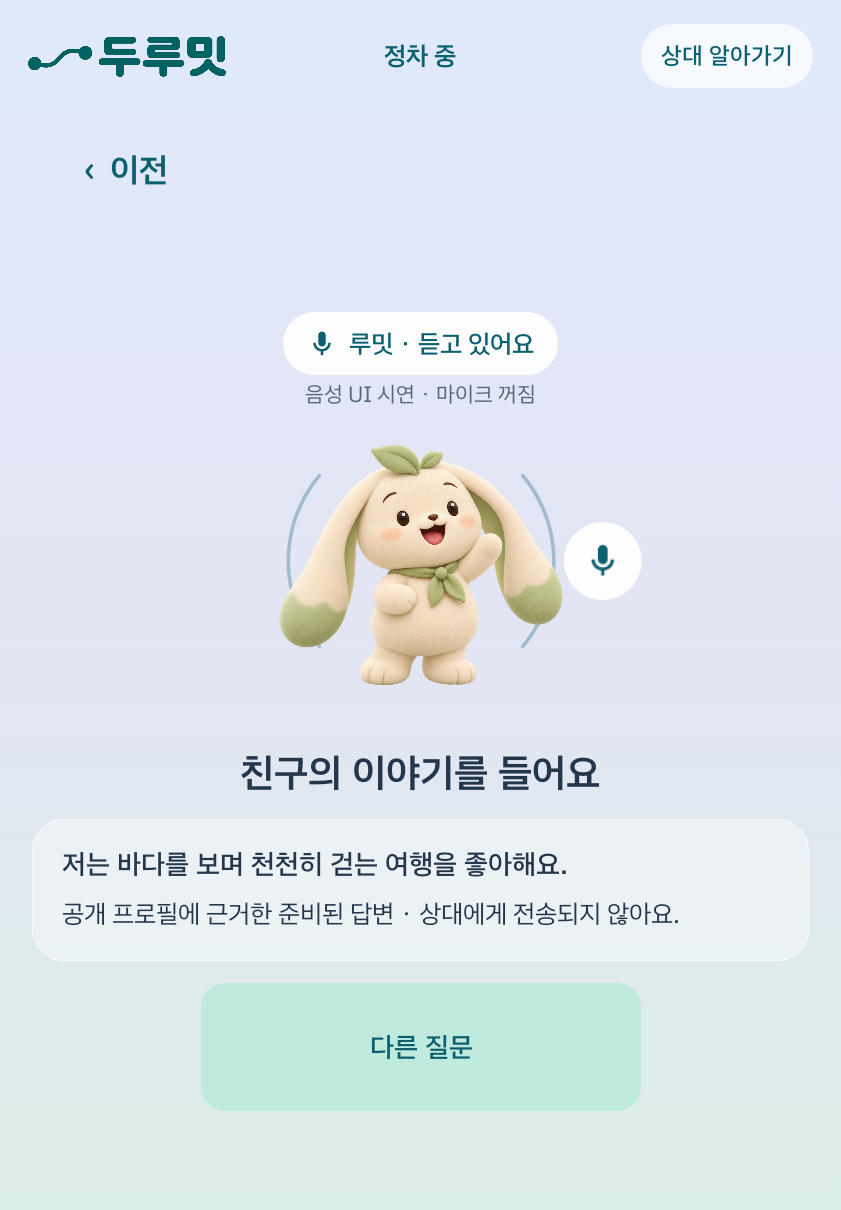 두루밋
정차 중
상대 알아가기
‹ 이전
루밋 · 듣고 있어요
음성 UI 시연 · 마이크 꺼짐
친구의 이야기를 들어요
저는 바다를 보며 천천히 걷는 여행을 좋아해요.
공개 프로필에 근거한 준비된 답변 · 상대에게 전송되지 않아요.
다른 질문